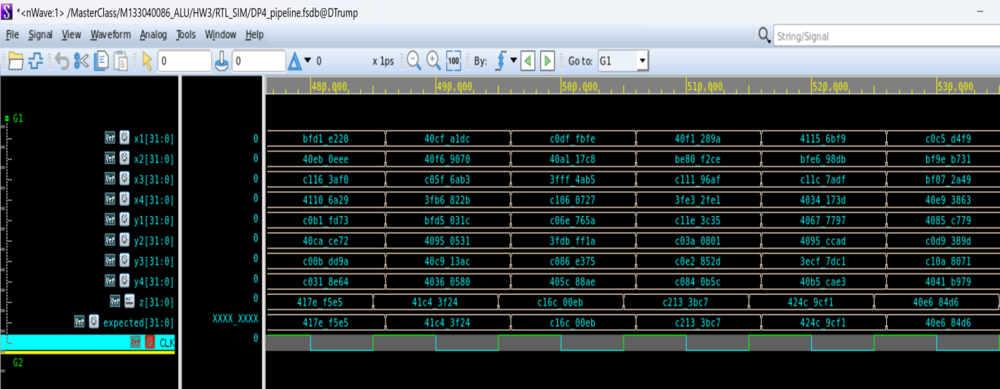 *<nWave:1> /MasterClass/M133040086_ALU/HW3/RTL_SIM/DP4_pipeline.fsdb@DTrump
File Signal View Waveform Analog Tools Window Help
String/Signal
0 0 0 x 1ps 100 By: Go to: G1
480,000 490,000 500,000 510,000 520,000 530,000
G1
x1[31:0] 0 bfd1_e220 40cf_a1dc c0df_fbfe 40f1_289a 4115_6bf9 c0c5_d4f9
x2[31:0] 0 40eb_0eee 40f6_9070 40a1_17c8 be80_f2ce bfe6_98db bf9e_b731
x3[31:0] 0 c116_3af0 c05f_6ab3 3fff_4ab5 c111_96af c11c_7adf bf07_2a49
x4[31:0] 0 4110_6a29 3fb6_822b c106_0727 3fe3_2fe1 4034_173d 40e9_3863
y1[31:0] 0 c0b1_fd73 bfd5_031c c06e_765a c11e_3c35 4067_7797 4085_c779
y2[31:0] 0 40ca_ce72 4095_0531 3fdb_ff1a c03a_0801 4095_ccad c0d9_389d
y3[31:0] 0 c00b_dd9a 40c9_13ac c086_e375 c0e2_852d 3ecf_7dc1 c10a_8071
y4[31:0] 0 c031_8e64 4036_0580 405c_88ae c084_0b5c 40b5_cae3 4041_b979
z[31:0] 0 417e_f5e5 41c4_3f24 c16c_00eb c213_3bc7 424c_9cf1 40e6_84d6
expected[31:0] XXXX_XXXX 417e_f5e5 41c4_3f24 c16c_00eb c213_3bc7 424c_9cf1 40e6_84d6
CLK 0
G2